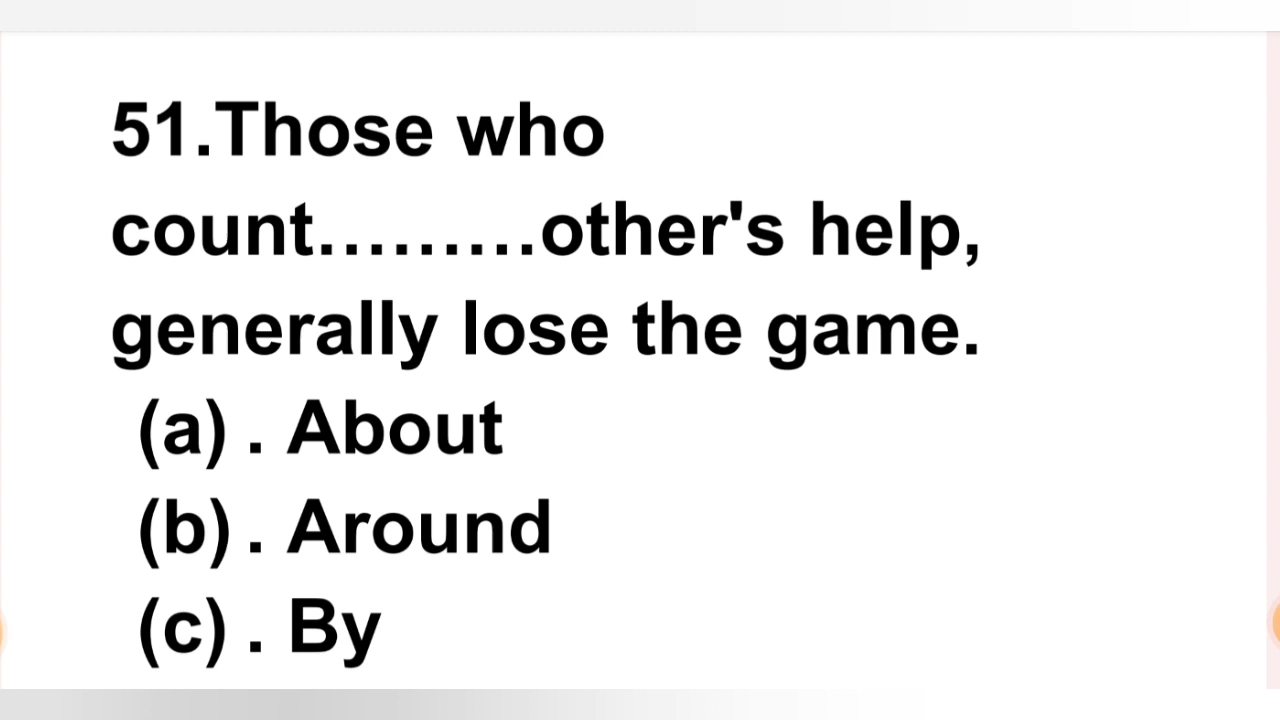 51.Those who
count………other's help,
generally lose the game.
(a) . About
(b) . Around
(c) . By